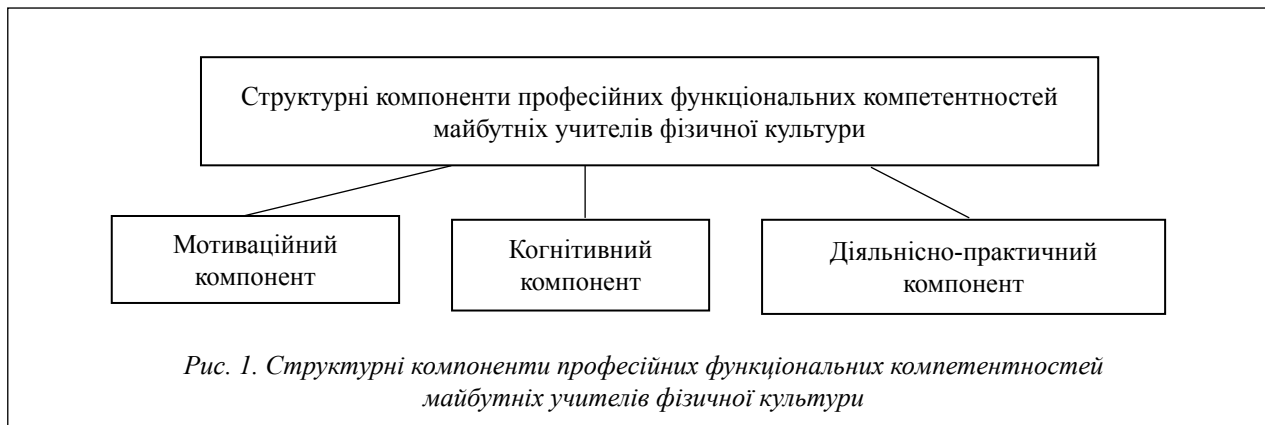 Структурні компоненти професійних функціональних компетентностей
майбутніх учителів фізичної культури
Мотиваційний
компонент
Когнітивний
компонент
Діяльнісно-практичний
компонент
Рис. 1. Структурні компоненти професійних функціональних компетентностей
майбутніх учителів фізичної культури